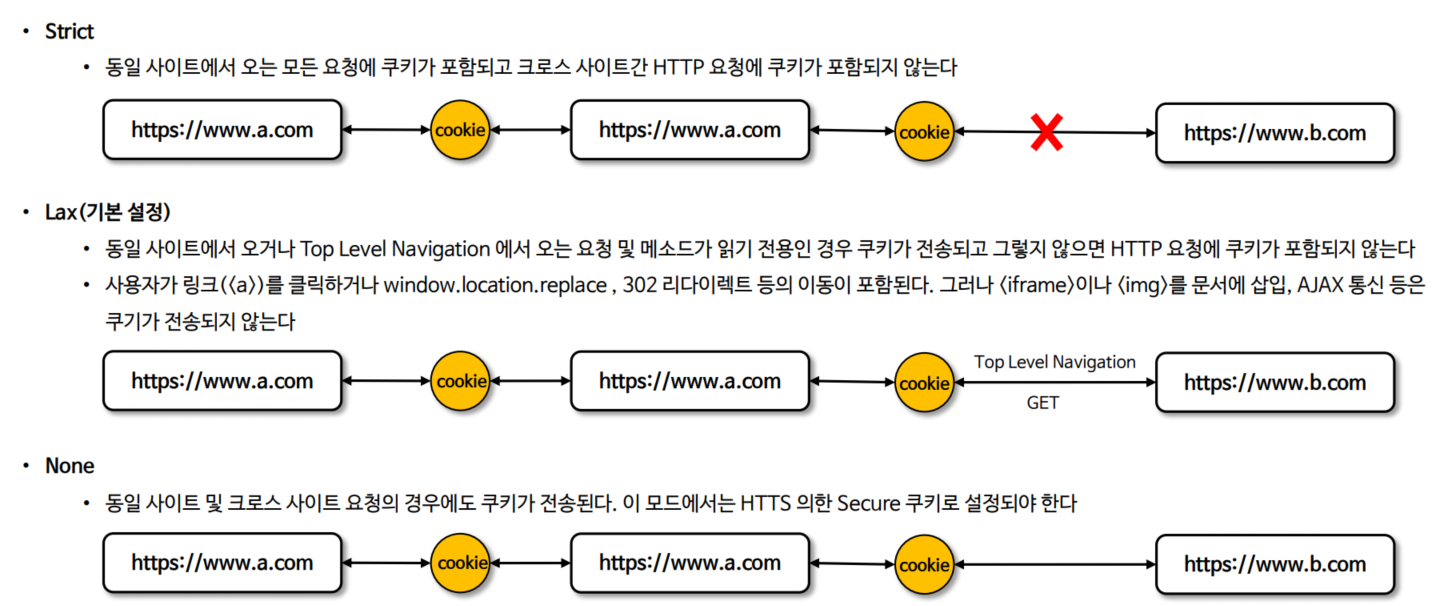 • Strict
• 동일 사이트에서 오는 모든 요청에 쿠키가 포함되고 크로스 사이트간 HTTP 요청에 쿠키가 포함되지 않는다
https://www.a.com cookie https://www.a.com cookie https://www.b.com
• Lax(기본 설정)
• 동일 사이트에서 오거나 Top Level Navigation 에서 오는 요청 및 메소드가 읽기 전용인 경우 쿠키가 전송되고 그렇지 않으면 HTTP 요청에 쿠키가 포함되지 않는다
• 사용자가 링크(〈a〉)를 클릭하거나 window.location.replace , 302 리다이렉트 등의 이동이 포함된다. 그러나 〈iframe〉이나 〈img〉를 문서에 삽입, AJAX 통신 등은
쿠기가 전송되지 않는다
Top Level Navigation
https://www.a.com cookie https://www.a.com cookie https://www.b.com
GET
• None
• 동일 사이트 및 크로스 사이트 요청의 경우에도 쿠키가 전송된다. 이 모드에서는 HTTS 의한 Secure 쿠키로 설정되야 한다
https://www.a.com cookie https://www.a.com cookie https://www.b.com